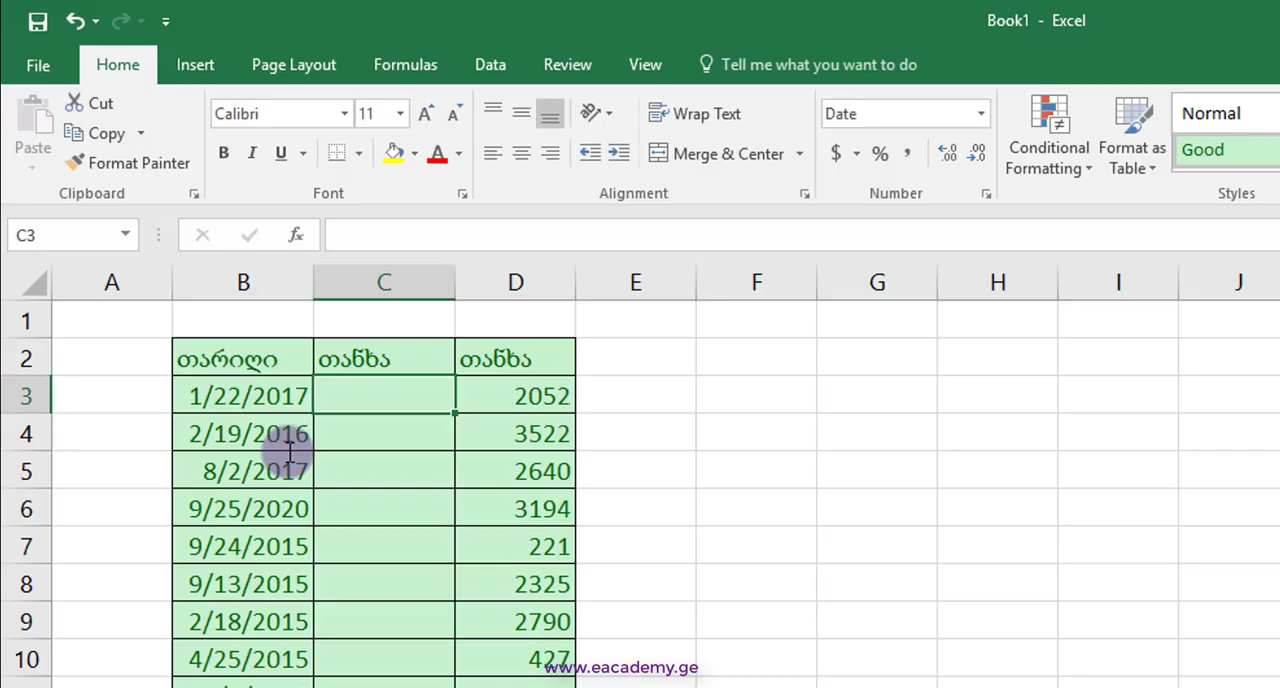 Book1 - Excel
File Home Insert Page Layout Formulas Data Review View Tell me what you want to do
Paste
Cut
Copy
Format Painter
Clipboard
Calibri 11
B I U
Font
Wrap Text
Merge & Center
Alignment
Date
$ % ,
Number
Conditional Formatting
Format as Table
Normal
Good
Styles
C3 fx
A B C D E F G H I J
1
2 თარიღი თანხა თანხა
3 1/22/2017 2052
4 2/19/2016 3522
5 8/2/2017 2640
6 9/25/2020 3194
7 9/24/2015 221
8 9/13/2015 2325
9 2/18/2015 2790
10 4/25/2015 427
www.eacademy.ge